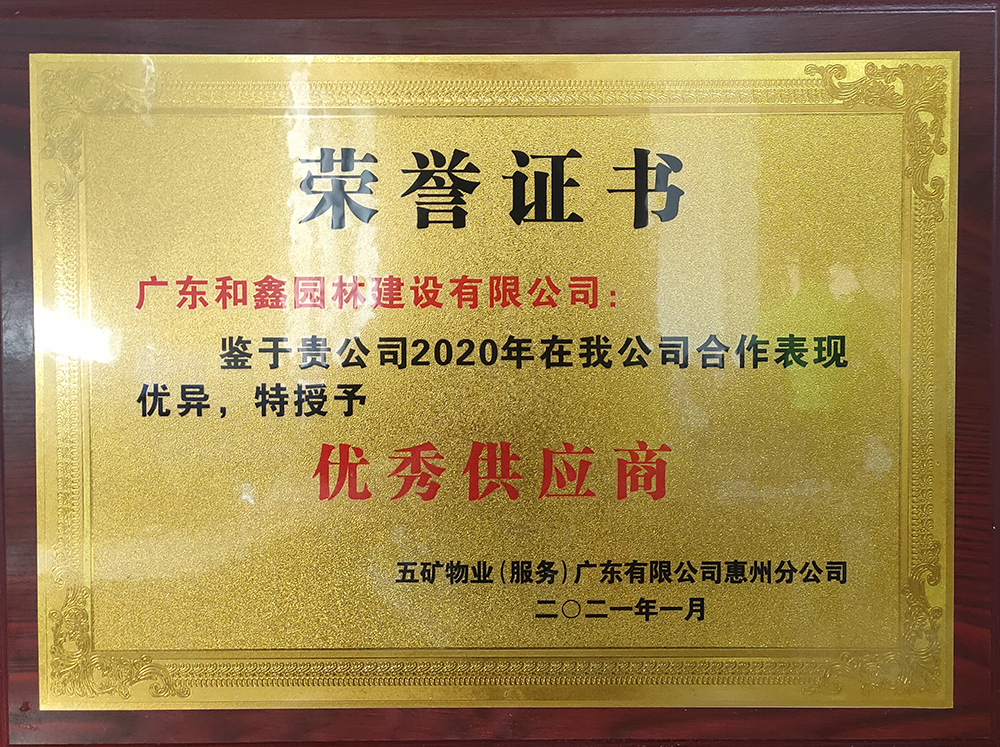 荣誉证书
广东和鑫园林建设有限公司：
鉴于贵公司2020年在我公司合作表现
优异，特授予
优秀供应商
五矿物业（服务）广东有限公司惠州分公司
二〇二一年一月